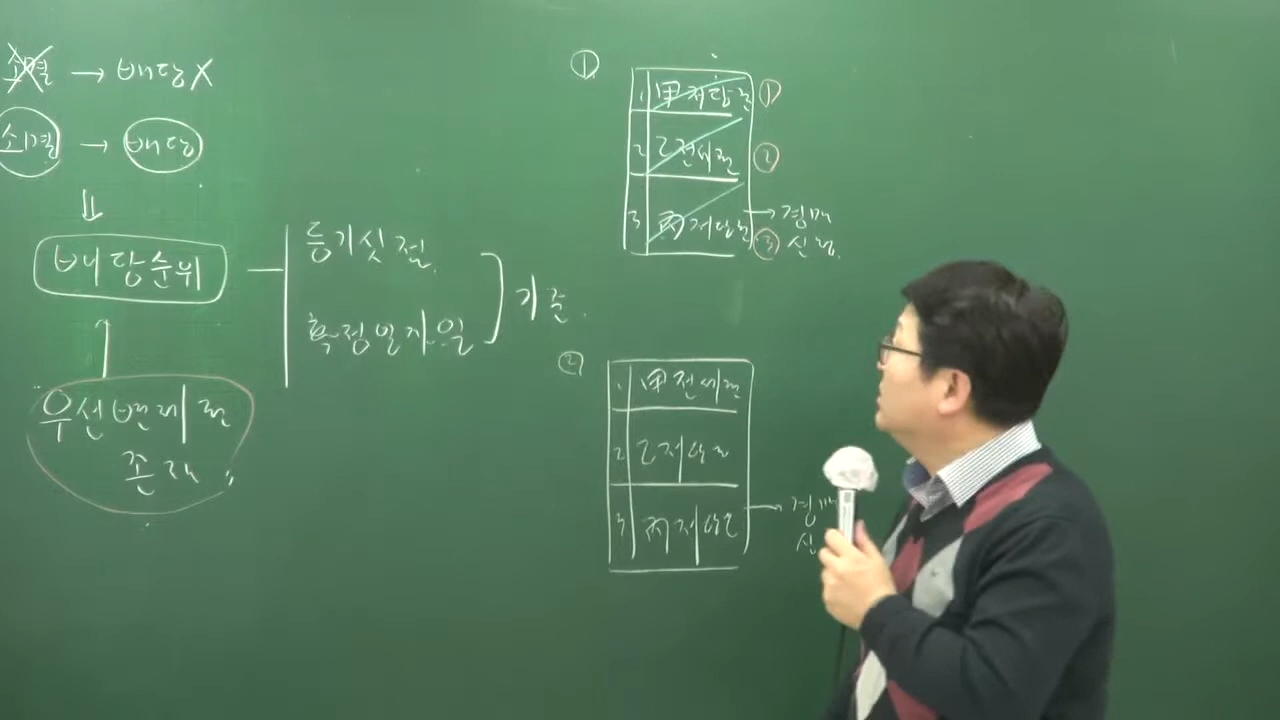 소멸 → 배당X
소멸 → 배당
배당순위
등기싯점
확정일자일
기준.
우선변제권
존재
①
1 甲저당권 ①
2 乙전세권 ②
3 丙저당권 ③ → 경매
신청.
②
1 甲전세권
2 乙저당권
3 丙저당권 → 경매
신